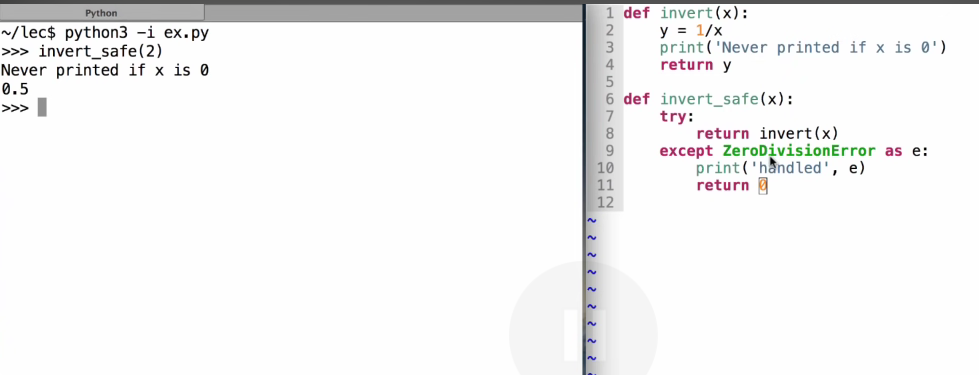 Python
~/lec$ python3 -i ex.py
>>> invert_safe(2)
Never printed if x is 0
0.5
>>>
1 def invert(x):
2     y = 1/x
3     print('Never printed if x is 0')
4     return y
5
6 def invert_safe(x):
7     try:
8         return invert(x)
9     except ZeroDivisionError as e:
10         print('handled', e)
11         return 0
12
~
~
~
~
~
~
~
~
~
~